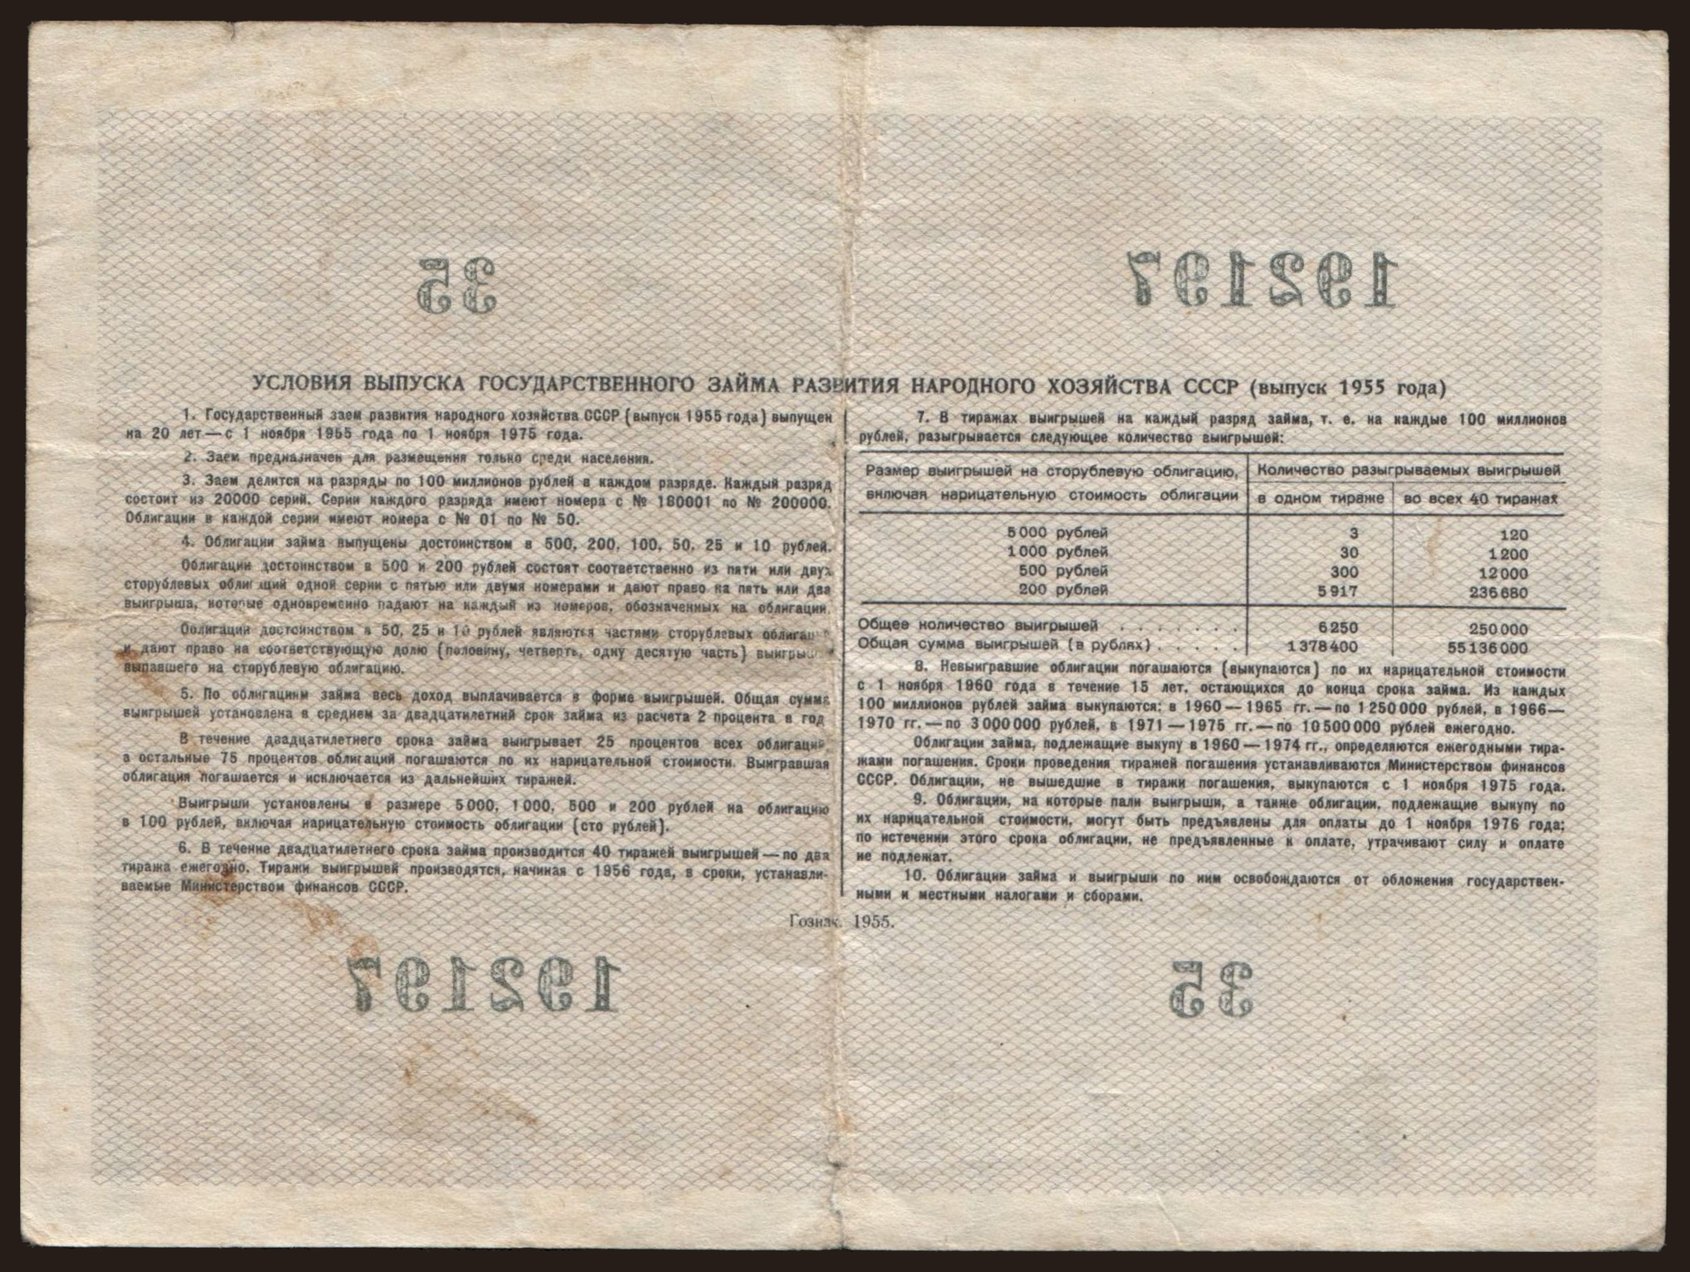 35
192197
УСЛОВИЯ ВЫПУСКА ГОСУДАРСТВЕННОГО ЗАЙМА РАЗВИТИЯ НАРОДНОГО ХОЗЯЙСТВА СССР (выпуск 1955 года)
1. Государственный заем развития народного хозяйства СССР (выпуск 1955 года) выпущен
на 20 лет — с 1 ноября 1955 года по 1 ноября 1975 года.
2. Заем предназначен для размещения только среди населения.
3. Заем делится на разряды по 100 миллионов рублей в каждом разряде. Каждый разряд
состоит из 20000 серий. Серии каждого разряда имеют номера с № 180001 по № 200000.
Облигации в каждой серии имеют номера с № 01 по № 50.
4. Облигации займа выпущены достоинством в 500, 200, 100, 50, 25 и 10 рублей.
Облигации достоинством в 500 и 200 рублей состоят соответственно из пяти или двух
сторублевых облигаций одной серии с пятью или двумя номерами и дают право на пять или два
выигрыша, которые одновременно падают на каждый из номеров, обозначенных на облигации.
Облигации достоинством в 50, 25 и 10 рублей являются частями сторублевых облигаций
и дают право на соответствующую долю (половину, четверть, одну десятую часть) выигрыша,
выпавшего на сторублевую облигацию.
5. По облигациям займа весь доход выплачивается в форме выигрышей. Общая сумма
выигрышей установлена в среднем за двадцатилетний срок займа из расчета 2 процента в год
В течение двадцатилетнего срока займа выигрывает 25 процентов всех облигаций,
а остальные 75 процентов облигаций погашаются по их нарицательной стоимости. Выигравшая
облигация погашается и исключается из дальнейших тиражей.
Выигрыши установлены в размере 5000, 1000, 500 и 200 рублей на облигацию
в 100 рублей, включая нарицательную стоимость облигации (сто рублей).
6. В течение двадцатилетнего срока займа производится 40 тиражей выигрышей — по два
тиража ежегодно. Тиражи выигрышей производятся, начиная с 1956 года, в сроки, устанавли-
ваемые Министерством финансов СССР.
7. В тиражах выигрышей на каждый разряд займа, т. е. на каждые 100 миллионов
рублей, разыгрывается следующее количество выигрышей:
Размер выигрышей на сторублевую облигацию, включая нарицательную стоимость облигации
Количество разыгрываемых выигрышей
в одном тираже во всех 40 тиражах
5000 рублей 3 120
1000 рублей 30 1200
500 рублей 300 12000
200 рублей 5917 236680
Общее количество выигрышей . . . . . . . 6250 250000
Общая сумма выигрышей (в рублях) . . . . . 1378400 55136000
8. Невыигравшие облигации погашаются (выкупаются) по их нарицательной стоимости
с 1 ноября 1960 года в течение 15 лет, остающихся до конца срока займа. Из каждых
100 миллионов рублей займа выкупаются: в 1960 — 1965 гг. — по 1250000 рублей, в 1966 —
1970 гг. — по 3000000 рублей, в 1971 — 1975 гг. — по 10500000 рублей ежегодно.
Облигации займа, подлежащие выкупу в 1960 — 1974 гг., определяются ежегодными тира-
жами погашения. Сроки проведения тиражей погашения устанавливаются Министерством финансов
СССР. Облигации, не вышедшие в тиражи погашения, выкупаются с 1 ноября 1975 года.
9. Облигации, на которые пали выигрыши, а также облигации, подлежащие выкупу по
их нарицательной стоимости, могут быть предъявлены для оплаты до 1 ноября 1976 года;
по истечении этого срока облигации, не предъявленные к оплате, утрачивают силу и оплате
не подлежат.
10. Облигации займа и выигрыши по ним освобождаются от обложения государствен-
ными и местными налогами и сборами.
Гознак. 1955.
192197
35